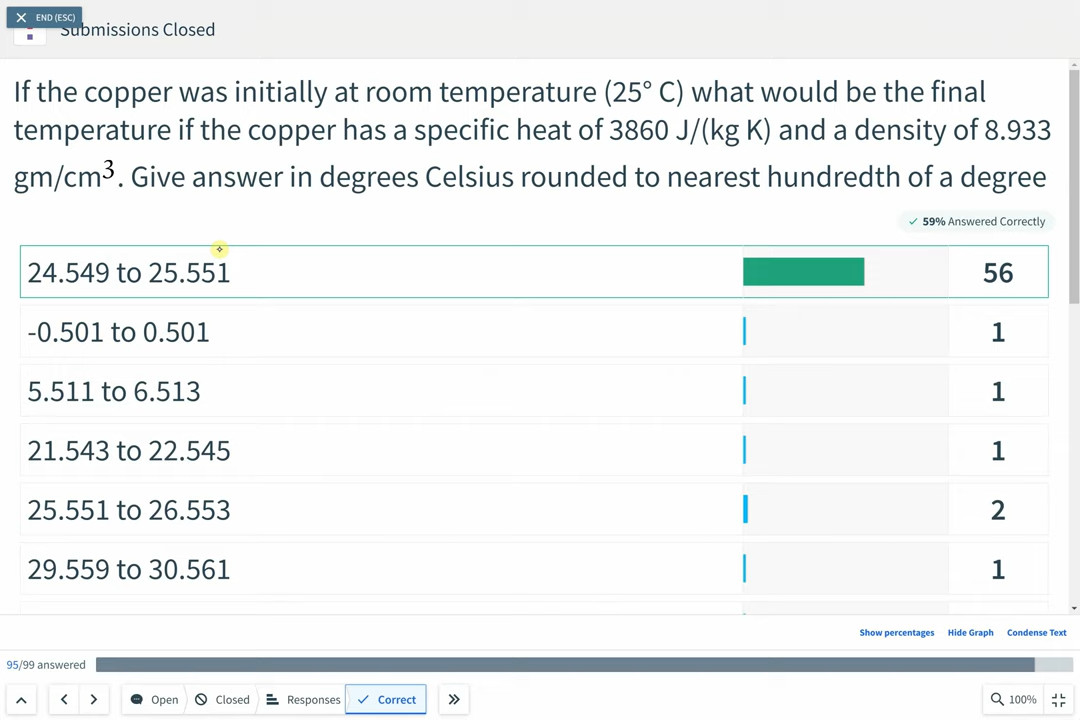 END (ESC)
Submissions Closed
If the copper was initially at room temperature (25° C) what would be the final
temperature if the copper has a specific heat of 3860 J/(kg K) and a density of 8.933
gm/cm³. Give answer in degrees Celsius rounded to nearest hundredth of a degree
59% Answered Correctly
24.549 to 25.551 56
-0.501 to 0.501 1
5.511 to 6.513 1
21.543 to 22.545 1
25.551 to 26.553 2
29.559 to 30.561 1
Show percentages Hide Graph Condense Text
95/99 answered
Open Closed Responses Correct 100%